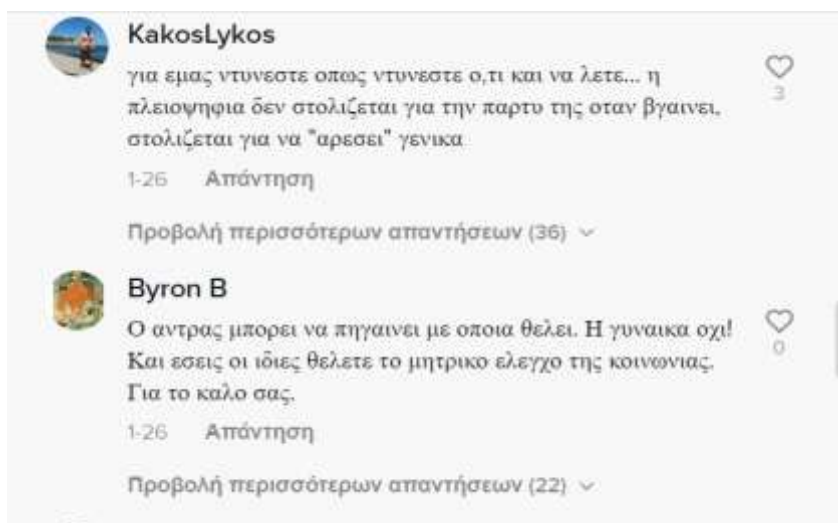 KakosLykos
για εμας ντυνεστε οπως ντυνεστε ο,τι και να λετε... η
πλειοψηφια δεν στολιζεται για την παρτυ της οταν βγαινει,
στολιζεται για να "αρεσει" γενικα
3
1-26 Απάντηση
Προβολή περισσότερων απαντήσεων (36)
Byron B
Ο αντρας μπορει να πηγαινει με οποια θελει. Η γυναικα οχι!
Και εσεις οι ιδιες θελετε το μητρικο ελεγχο της κοινωνιας.
Για το καλο σας.
0
1-26 Απάντηση
Προβολή περισσότερων απαντήσεων (22)